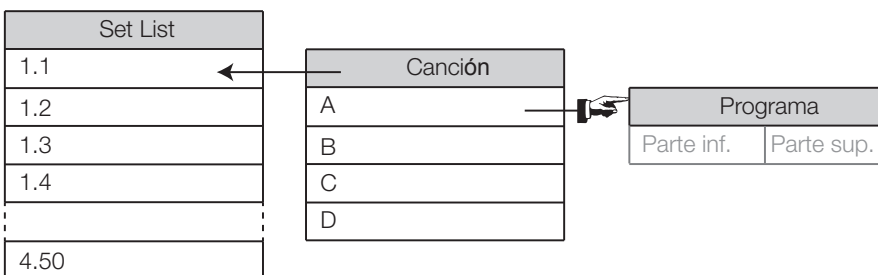 Set List
1.1
1.2
1.3
1.4
4.50
Canción
A
B
C
D
Programa
Parte inf. Parte sup.